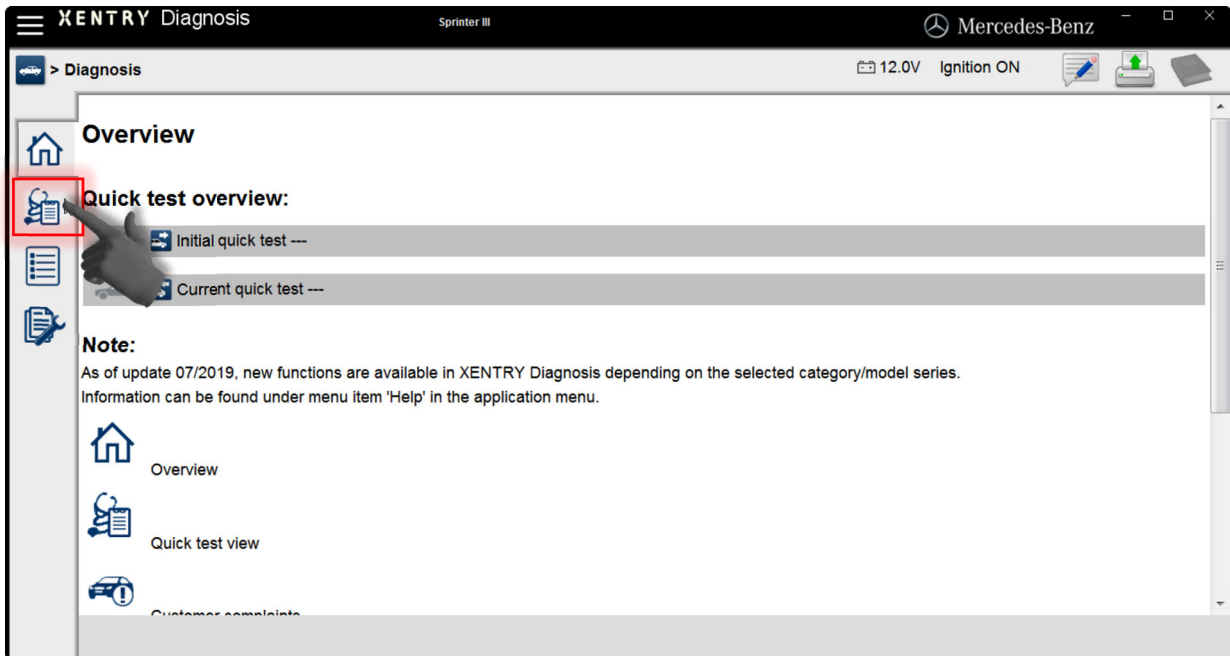 XENTRY Diagnosis
Sprinter III
Mercedes-Benz
> Diagnosis
12.0V
Ignition ON
Overview
Quick test overview:
Initial quick test ---
Current quick test ---
Note:
As of update 07/2019, new functions are available in XENTRY Diagnosis depending on the selected category/model series.
Information can be found under menu item 'Help' in the application menu.
Overview
Quick test view
Customer complaints